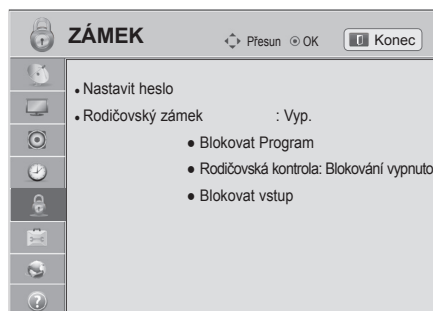 ZÁMEK
Přesun OK Konec
• Nastavit heslo
• Rodičovský zámek : Vyp.
● Blokovat Program
● Rodičovská kontrola: Blokování vypnuto
● Blokovat vstup